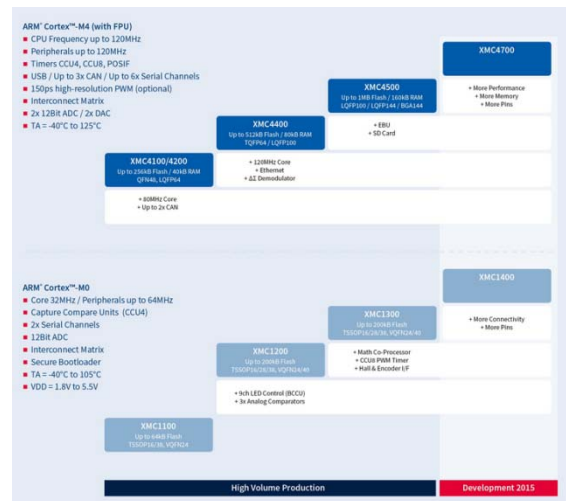 ARM® Cortex™-M4 (with FPU)
CPU Frequency up to 120MHz
Peripherals up to 120MHz
Timers CCU4, CCU8, POSIF
USB / Up to 3x CAN / Up to 6x Serial Channels
150ps high-resolution PWM (optional)
Interconnect Matrix
2x 12Bit ADC / 2x DAC
TA = -40°C to 125°C
XMC4700
+ More Performance
+ More Memory
+ More Pins
XMC4500
Up to 1MB Flash / 160kB RAM
LQFP100 / LQFP144 / BGA144
+ EBU
+ SD Card
XMC4400
Up to 512kB Flash / 80kB RAM
TQFP64 / LQFP100
+ 120MHz Core
+ Ethernet
+ ΔΣ Demodulator
XMC4100/4200
Up to 256kB Flash / 40kB RAM
QFN48, LQFP64
+ 80MHz Core
+ Up to 2x CAN
ARM® Cortex™-M0
Core 32MHz / Peripherals up to 64MHz
Capture Compare Units (CCU4)
2x Serial Channels
12Bit ADC
Interconnect Matrix
Secure Bootloader
TA = -40°C to 105°C
VDD = 1.8V to 5.5V
XMC1400
+ More Connectivity
+ More Pins
XMC1300
Up to 200kB Flash
TSSOP16/28/38, VQFN24/40
+ Math Co-Processor
+ CCU8 PWM Timer
+ Hall & Encoder I/F
XMC1200
Up to 200kB Flash
TSSOP16/28/38, VQFN24/40
+ 9ch LED Control (BCCU)
+ 3x Analog Comparators
XMC1100
Up to 64kB Flash
TSSOP16/38, VQFN24
High Volume Production
Development 2015